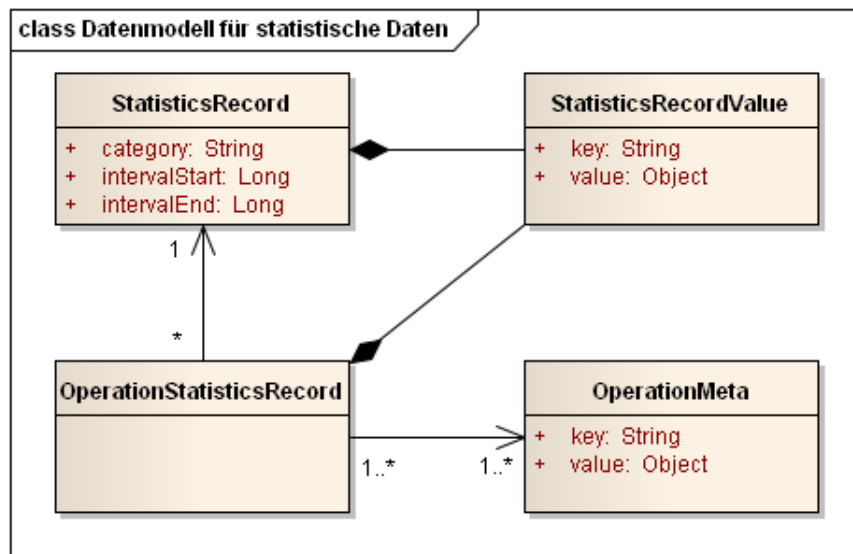 class Datenmodell für statistische Daten
StatisticsRecord
+ category: String
+ intervalStart: Long
+ intervalEnd: Long
StatisticsRecordValue
+ key: String
+ value: Object
1
*
OperationStatisticsRecord
1..*
1..*
OperationMeta
+ key: String
+ value: Object